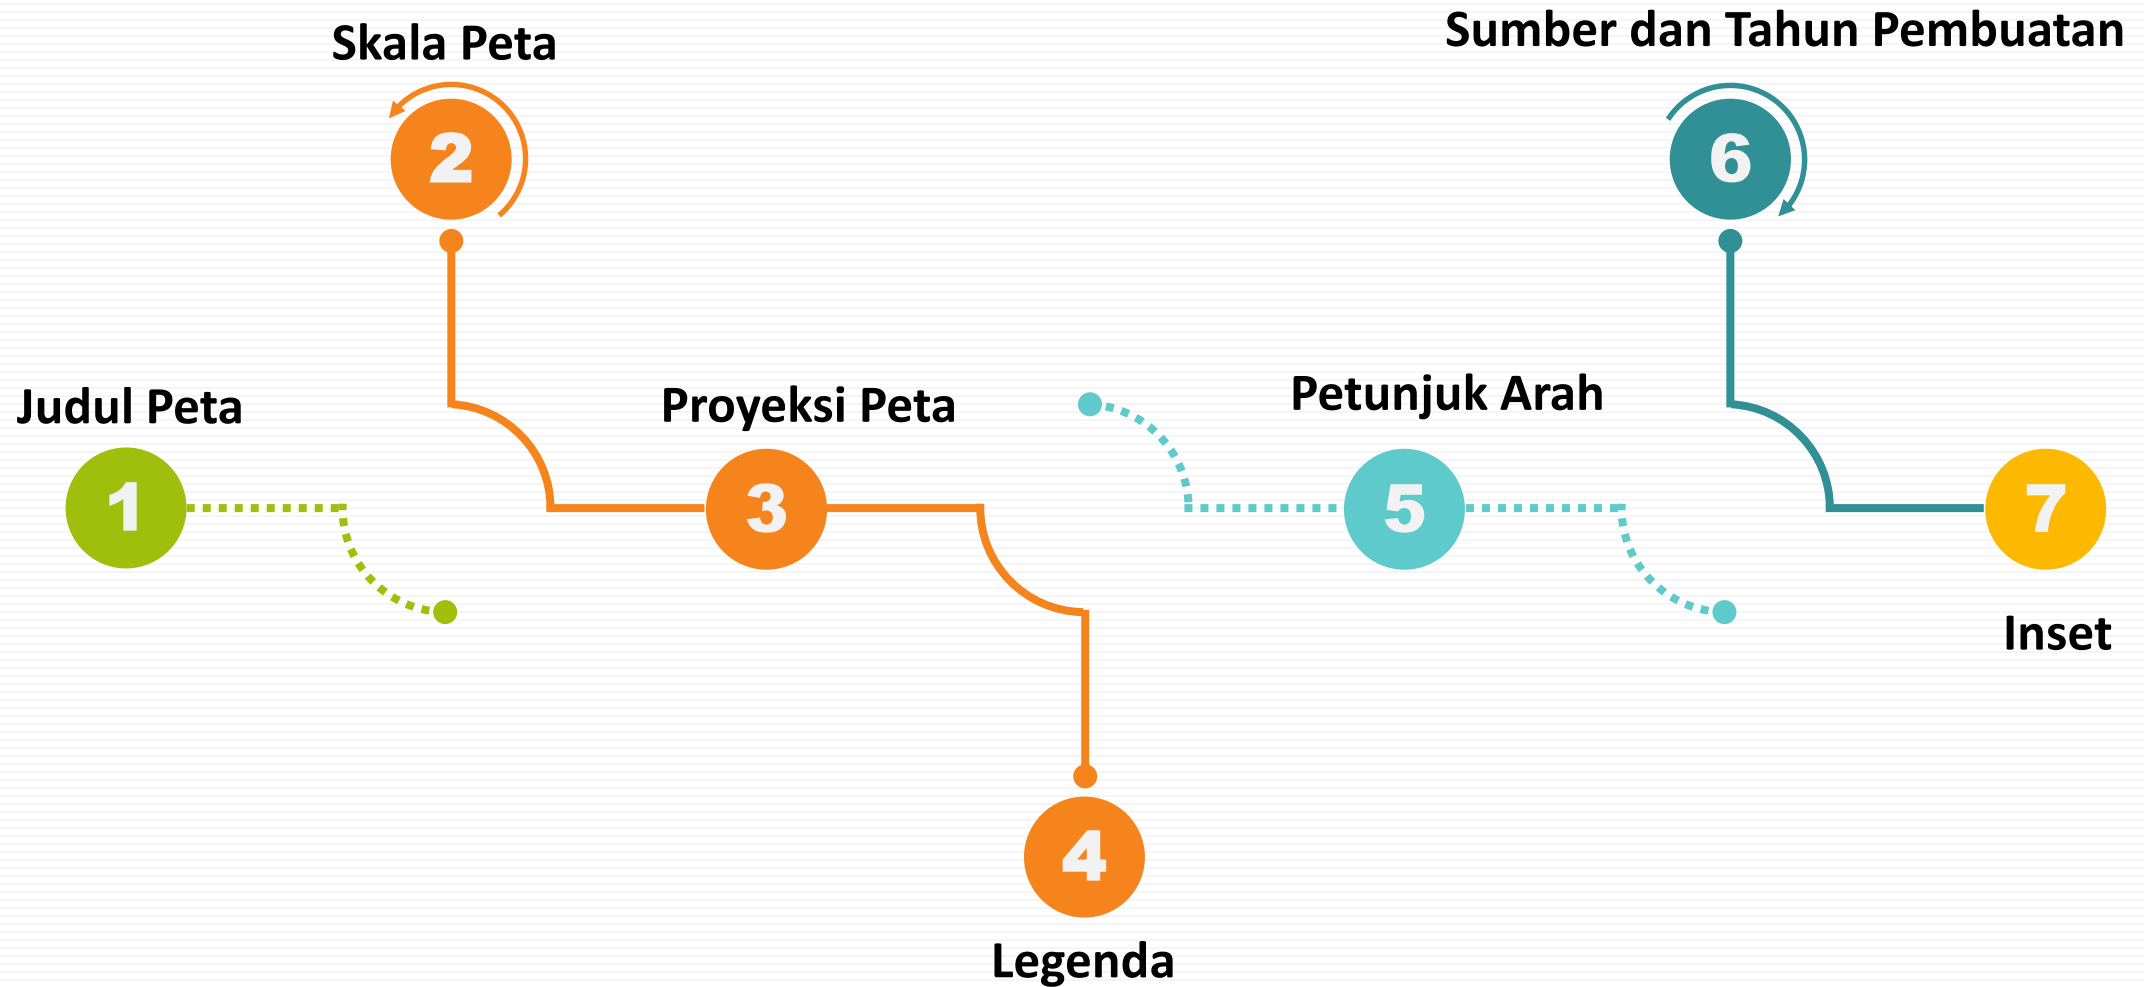 Judul Peta
1
Skala Peta
2
Proyeksi Peta
3
4
Legenda
Petunjuk Arah
5
Sumber dan Tahun Pembuatan
6
7
Inset